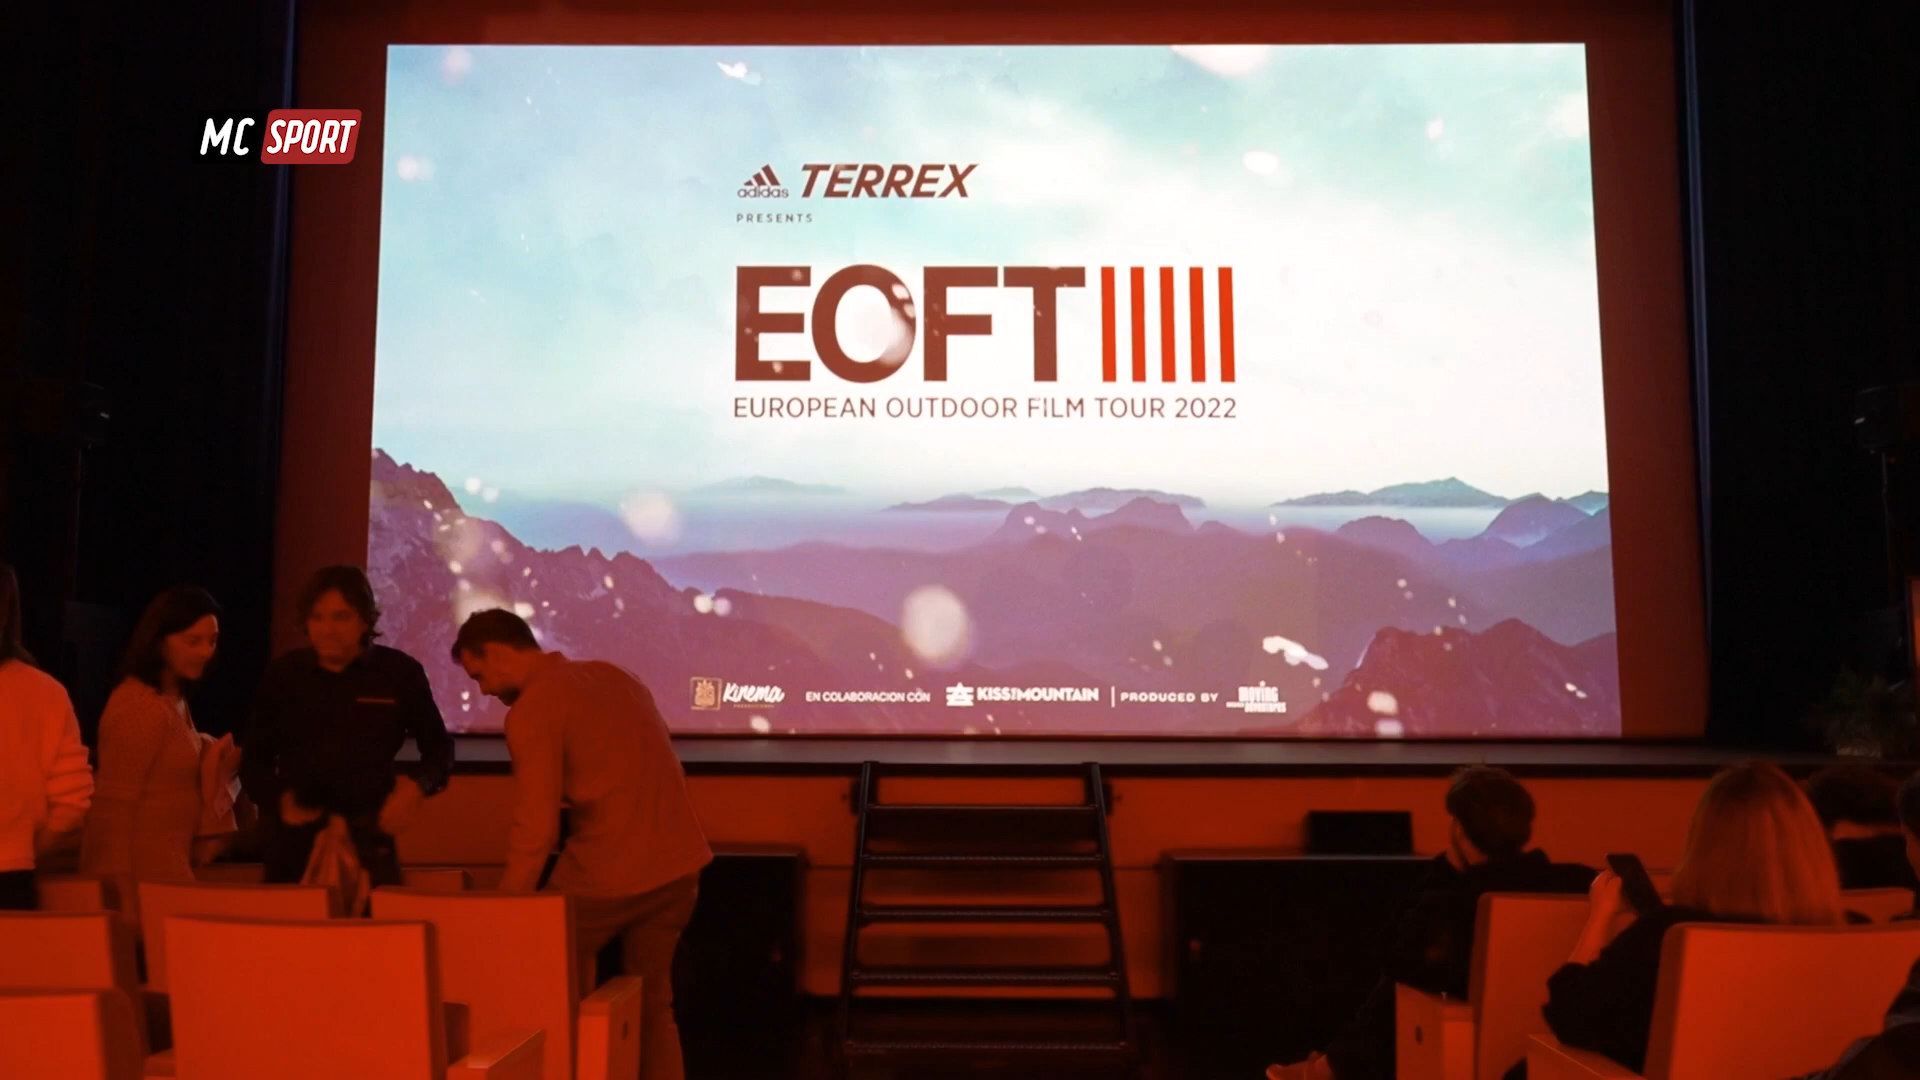 MC SPORT
adidas TERREX
PRESENTS
EOFT
EUROPEAN OUTDOOR FILM TOUR 2022
Kinema
EN COLABORACION CON
KISS THE MOUNTAIN
PRODUCED BY
MOVING
ADVENTURES